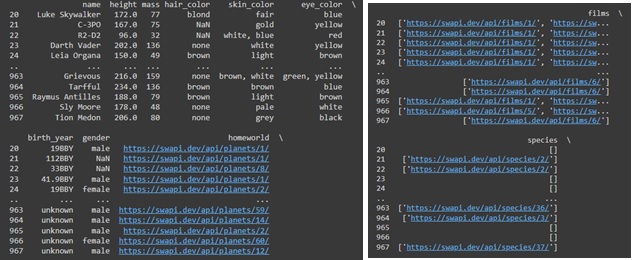 name height mass hair_color skin_color eye_color \
20 Luke Skywalker 172.0 77 blond fair blue
21 C-3PO 167.0 75 NaN gold yellow
22 R2-D2 96.0 32 NaN white, blue red
23 Darth Vader 202.0 136 none white yellow
24 Leia Organa 150.0 49 brown light brown
.. ... ... ... ... ... ...
963 Grievous 216.0 159 none brown, white green, yellow
964 Tarfful 234.0 136 brown brown blue
965 Raymus Antilles 188.0 79 brown light brown
966 Sly Moore 178.0 48 none pale white
967 Tion Medon 206.0 80 none grey black
birth_year gender homeworld \
20 19BBY male https://swapi.dev/api/planets/1/
21 112BBY NaN https://swapi.dev/api/planets/1/
22 33BBY NaN https://swapi.dev/api/planets/8/
23 41.9BBY male https://swapi.dev/api/planets/1/
24 19BBY female https://swapi.dev/api/planets/2/
.. ... ... ...
963 unknown male https://swapi.dev/api/planets/59/
964 unknown male https://swapi.dev/api/planets/14/
965 unknown male https://swapi.dev/api/planets/2/
966 unknown female https://swapi.dev/api/planets/60/
967 unknown male https://swapi.dev/api/planets/12/
films \
20 ['https://swapi.dev/api/films/1/', 'https://sw...
21 ['https://swapi.dev/api/films/1/', 'https://sw...
22 ['https://swapi.dev/api/films/1/', 'https://sw...
23 ['https://swapi.dev/api/films/1/', 'https://sw...
24 ['https://swapi.dev/api/films/1/', 'https://sw...
.. ...
963 ['https://swapi.dev/api/films/6/']
964 ['https://swapi.dev/api/films/6/']
965 ['https://swapi.dev/api/films/1/', 'https://sw...
966 ['https://swapi.dev/api/films/5/', 'https://sw...
967 ['https://swapi.dev/api/films/6/']
species \
20 []
21 ['https://swapi.dev/api/species/2/']
22 ['https://swapi.dev/api/species/2/']
23 []
24 []
.. ...
963 ['https://swapi.dev/api/species/36/']
964 ['https://swapi.dev/api/species/3/']
965 []
966 []
967 ['https://swapi.dev/api/species/37/']